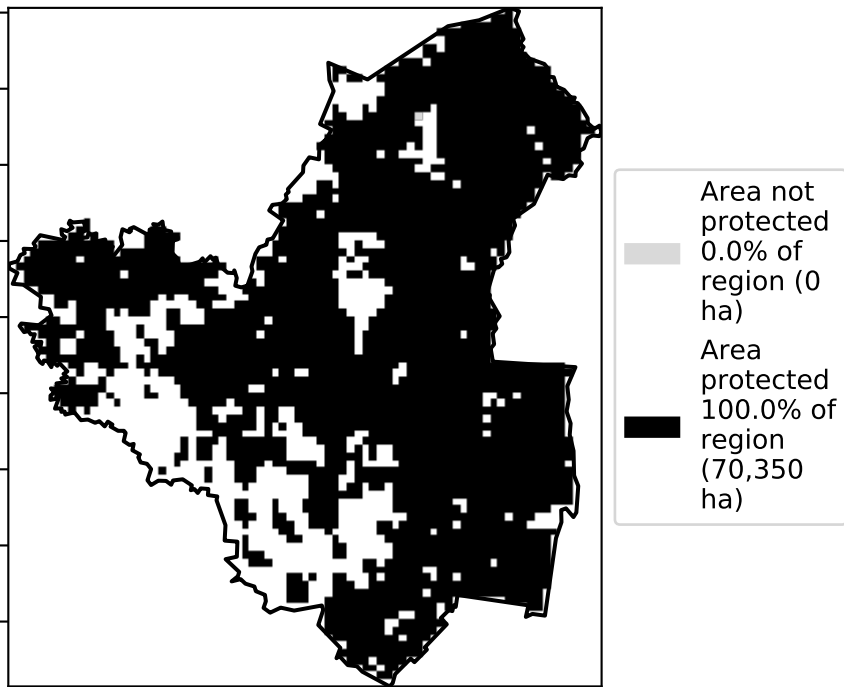 Area not
protected
0.0% of
region (0
ha)
Area
protected
100.0% of
region
(70,350
ha)